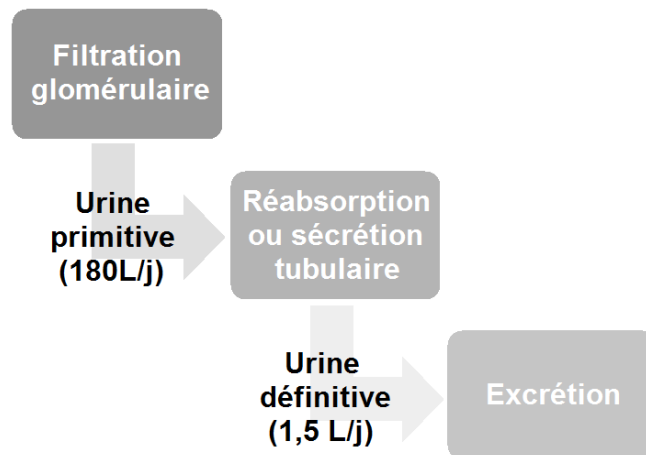 Filtration
glomérulaire
Urine
primitive
(180L/j)
Réabsorption
ou sécrétion
tubulaire
Urine
définitive
(1,5 L/j)
Excrétion